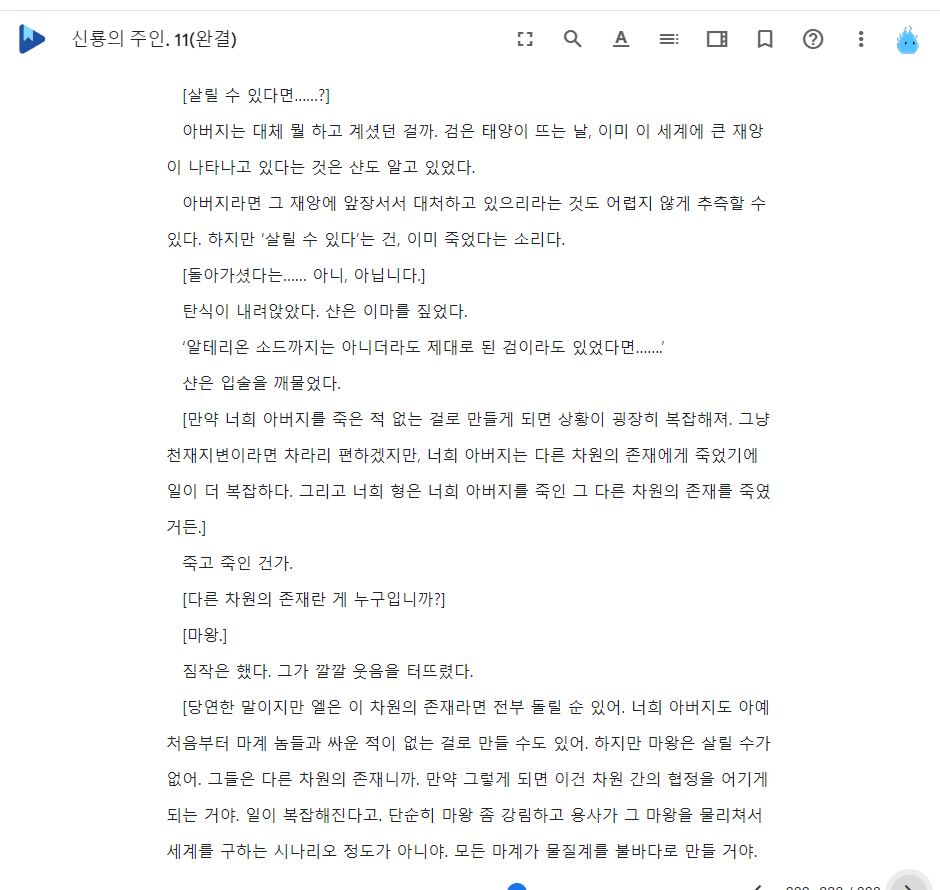 신룡의 주인. 11(완결)
[살릴 수 있다면......?]
아버지는 대체 뭘 하고 계셨던 걸까. 검은 태양이 뜨는 날, 이미 이 세계에 큰 재앙
이 나타나고 있다는 것은 샨도 알고 있었다.
아버지라면 그 재앙에 앞장서서 대처하고 있으리라는 것도 어렵지 않게 추측할 수
있다. 하지만 ‘살릴 수 있다’는 건, 이미 죽었다는 소리다.
[돌아가셨다는...... 아니, 아닙니다.]
탄식이 내려앉았다. 샨은 이마를 짚었다.
‘알테리온 소드까지는 아니더라도 제대로 된 검이라도 있었다면.......’
샨은 입술을 깨물었다.
[만약 너희 아버지를 죽은 적 없는 걸로 만들게 되면 상황이 굉장히 복잡해져. 그냥
천재지변이라면 차라리 편하겠지만, 너희 아버지는 다른 차원의 존재에게 죽었기에
일이 더 복잡하다. 그리고 너희 형은 너희 아버지를 죽인 그 다른 차원의 존재를 죽였
거든.]
죽고 죽인 건가.
[다른 차원의 존재란 게 누구입니까?]
[마왕.]
짐작은 했다. 그가 깔깔 웃음을 터뜨렸다.
[당연한 말이지만 엘은 이 차원의 존재라면 전부 돌릴 순 있어. 너희 아버지도 아예
처음부터 마계 놈들과 싸운 적이 없는 걸로 만들 수도 있어. 하지만 마왕은 살릴 수가
없어. 그들은 다른 차원의 존재니까. 만약 그렇게 되면 이건 차원 간의 협정을 어기게
되는 거야. 일이 복잡해진다고. 단순히 마왕 좀 강림하고 용사가 그 마왕을 물리쳐서
세계를 구하는 시나리오 정도가 아니야. 모든 마계가 물질계를 불바다로 만들 거야.